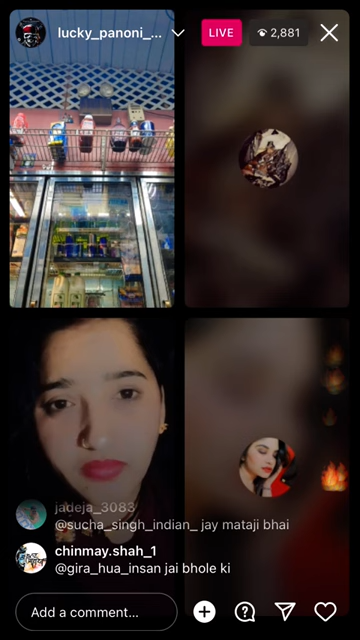 lucky_panoni_...
LIVE
2,881
jadeja_3083
@sucha_singh_indian_ jay mataji bhai
chinmay.shah_1
@gira_hua_insan jai bhole ki
Add a comment...